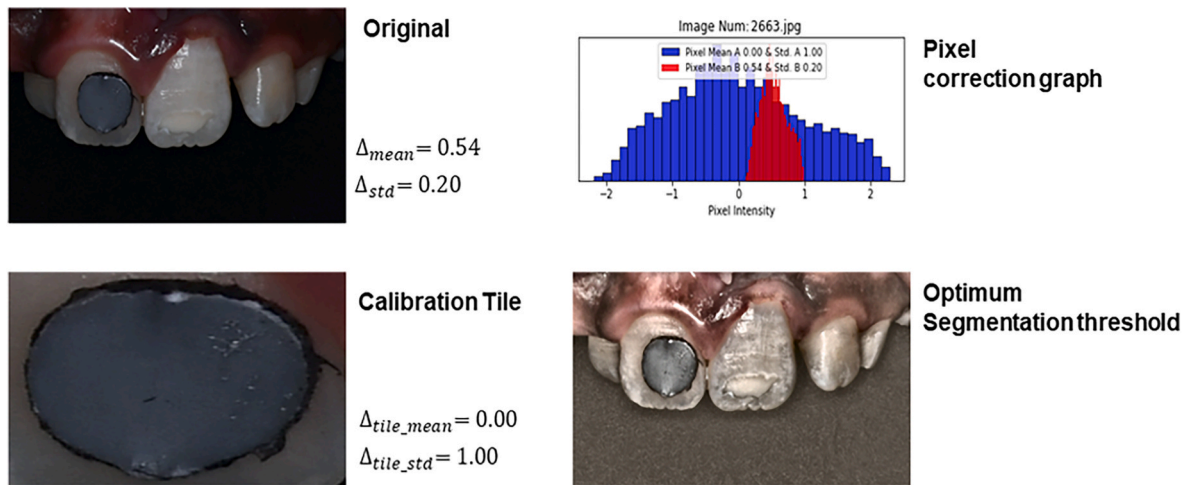 Original
Δmean= 0.54
Δstd= 0.20
Image Num: 2663.jpg
Pixel Mean A 0.00 & Std. A 1.00
Pixel Mean B 0.54 & Std. B 0.20
−2 −1 0 1 2
Pixel Intensity
Pixel
correction graph
Calibration Tile
Δtile_mean= 0.00
Δtile_std= 1.00
Optimum
Segmentation threshold